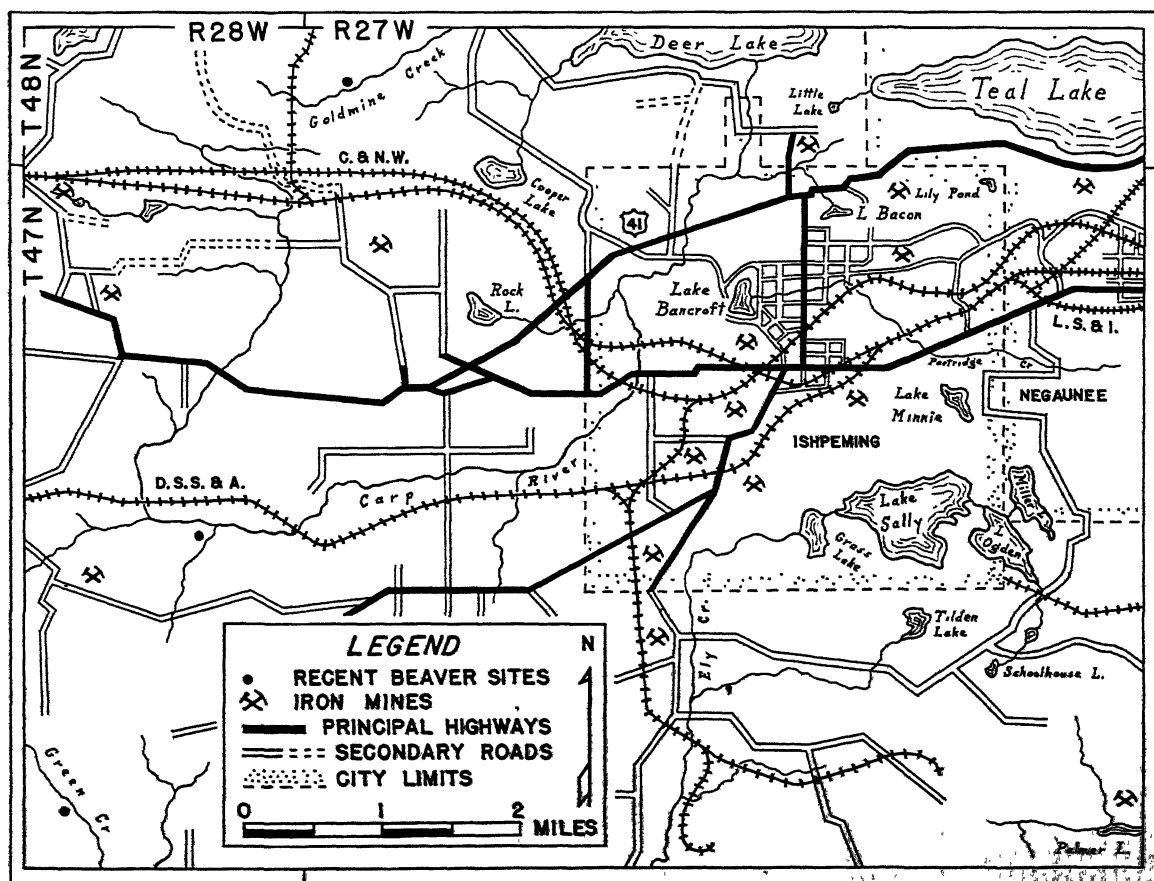 R28W
R27W
T48N
T47N
Deer Lake
Teal Lake
Goldmine Creek
Little
Lake
C. & N.W.
Cooper
Lake
Lily Pond
L. Bacon
41
Rock
L.
Lake
Bancroft
L.S. & I.
Partridge Cr
Lake
Minnie
NEGAUNEE
ISHPEMING
D.S.S. & A.
Carp River
Lake
Sally
Miller L.
L.
Ogden
Grass
Lake
Ely Cr.
Tilden
Lake
Schoolhouse L.
Green Cr
Palmer L.
LEGEND
N
RECENT BEAVER SITES
IRON MINES
PRINCIPAL HIGHWAYS
SECONDARY ROADS
CITY LIMITS
0 1 2
MILES